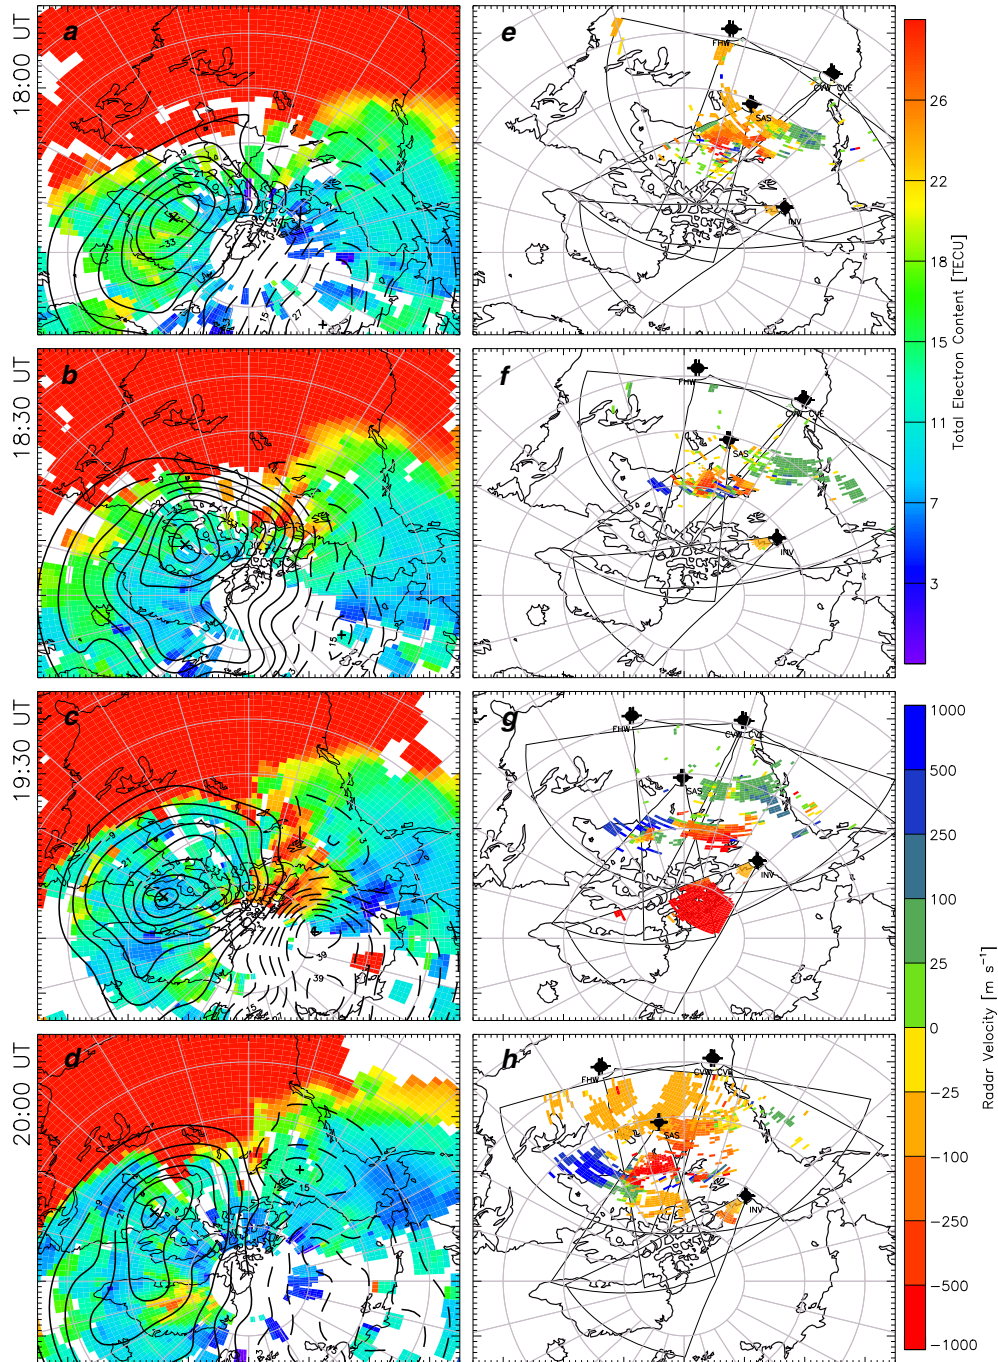 18:00 UT
a
-9
-21
-33
15
27
e
FHW
CVW CVE
SAS
INV
18:30 UT
b
-9
-21
-33
15
f
FHW
CVW CVE
SAS
INV
19:30 UT
c
-9
-21
3
39
39
g
FHW
CVW CVE
SAS
INV
20:00 UT
d
-21
15
h
FHW
CVW CVE
SAS
INV
26
22
18
15
11
7
3
Total Electron Content [TECU]
1000
500
250
100
25
0
-25
-100
-250
-500
-1000
Radar Velocity [m s⁻¹]